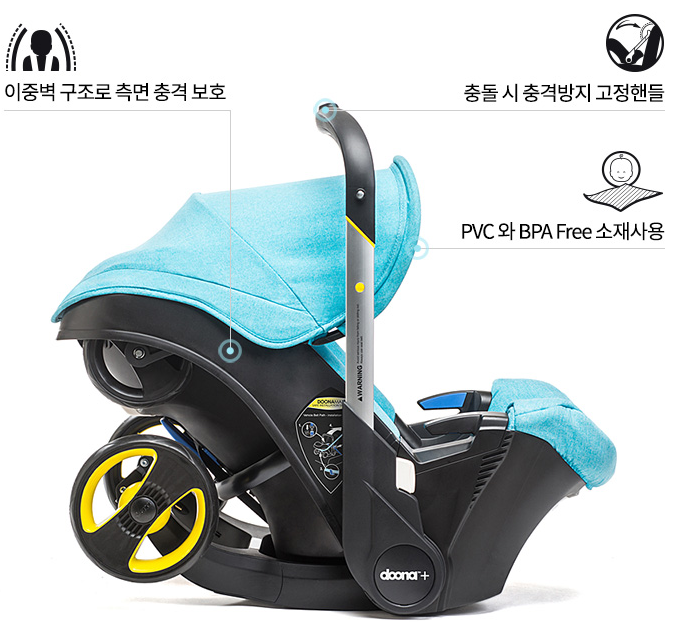 이중벽 구조로 측면 충격 보호
충돌 시 충격방지 고정핸들
PVC 와 BPA Free 소재사용
WARNING
doona+